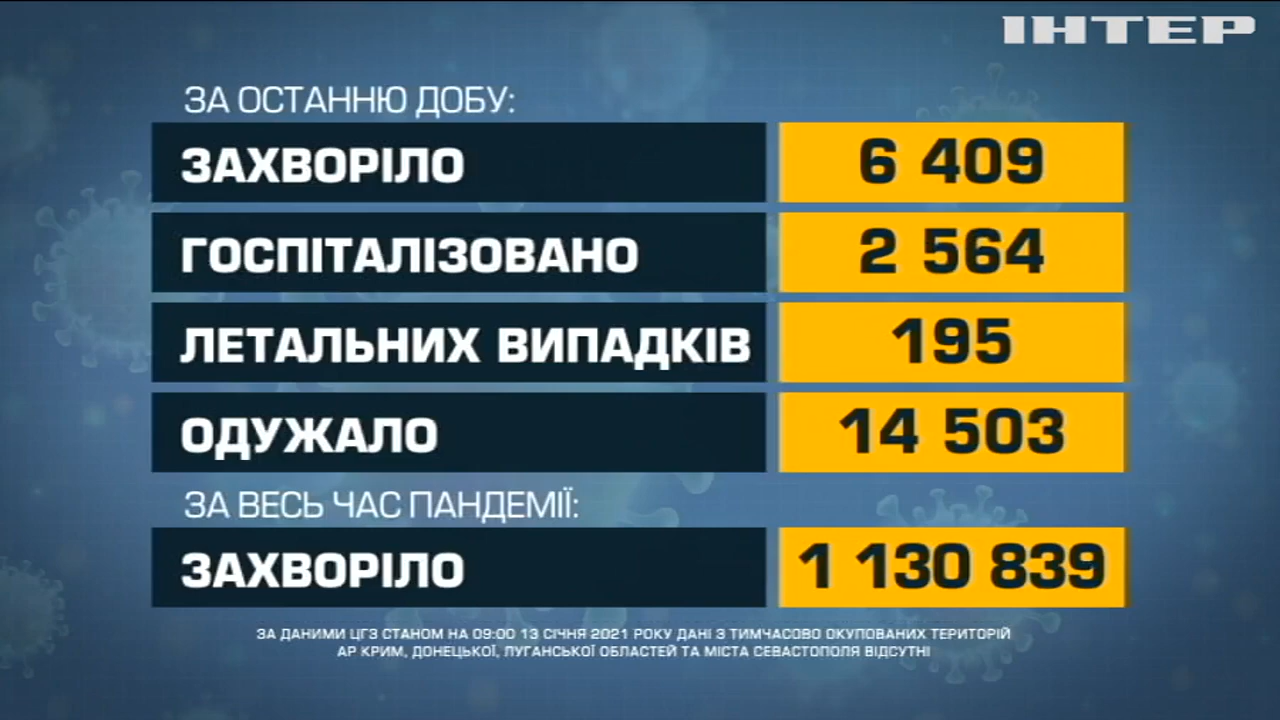 ІНТЕР
ЗА ОСТАННЮ ДОБУ:
ЗАХВОРІЛО 6 409
ГОСПІТАЛІЗОВАНО 2 564
ЛЕТАЛЬНИХ ВИПАДКІВ 195
ОДУЖАЛО 14 503
ЗА ВЕСЬ ЧАС ПАНДЕМІЇ:
ЗАХВОРІЛО 1 130 839
ЗА ДАНИМИ ЦГЗ СТАНОМ НА 09:00 13 СІЧНЯ 2021 РОКУ ДАНІ З ТИМЧАСОВО ОКУПОВАНИХ ТЕРИТОРІЙ
АР КРИМ, ДОНЕЦЬКОЇ, ЛУГАНСЬКОЇ ОБЛАСТЕЙ ТА МІСТА СЕВАСТОПОЛЯ ВІДСУТНІ